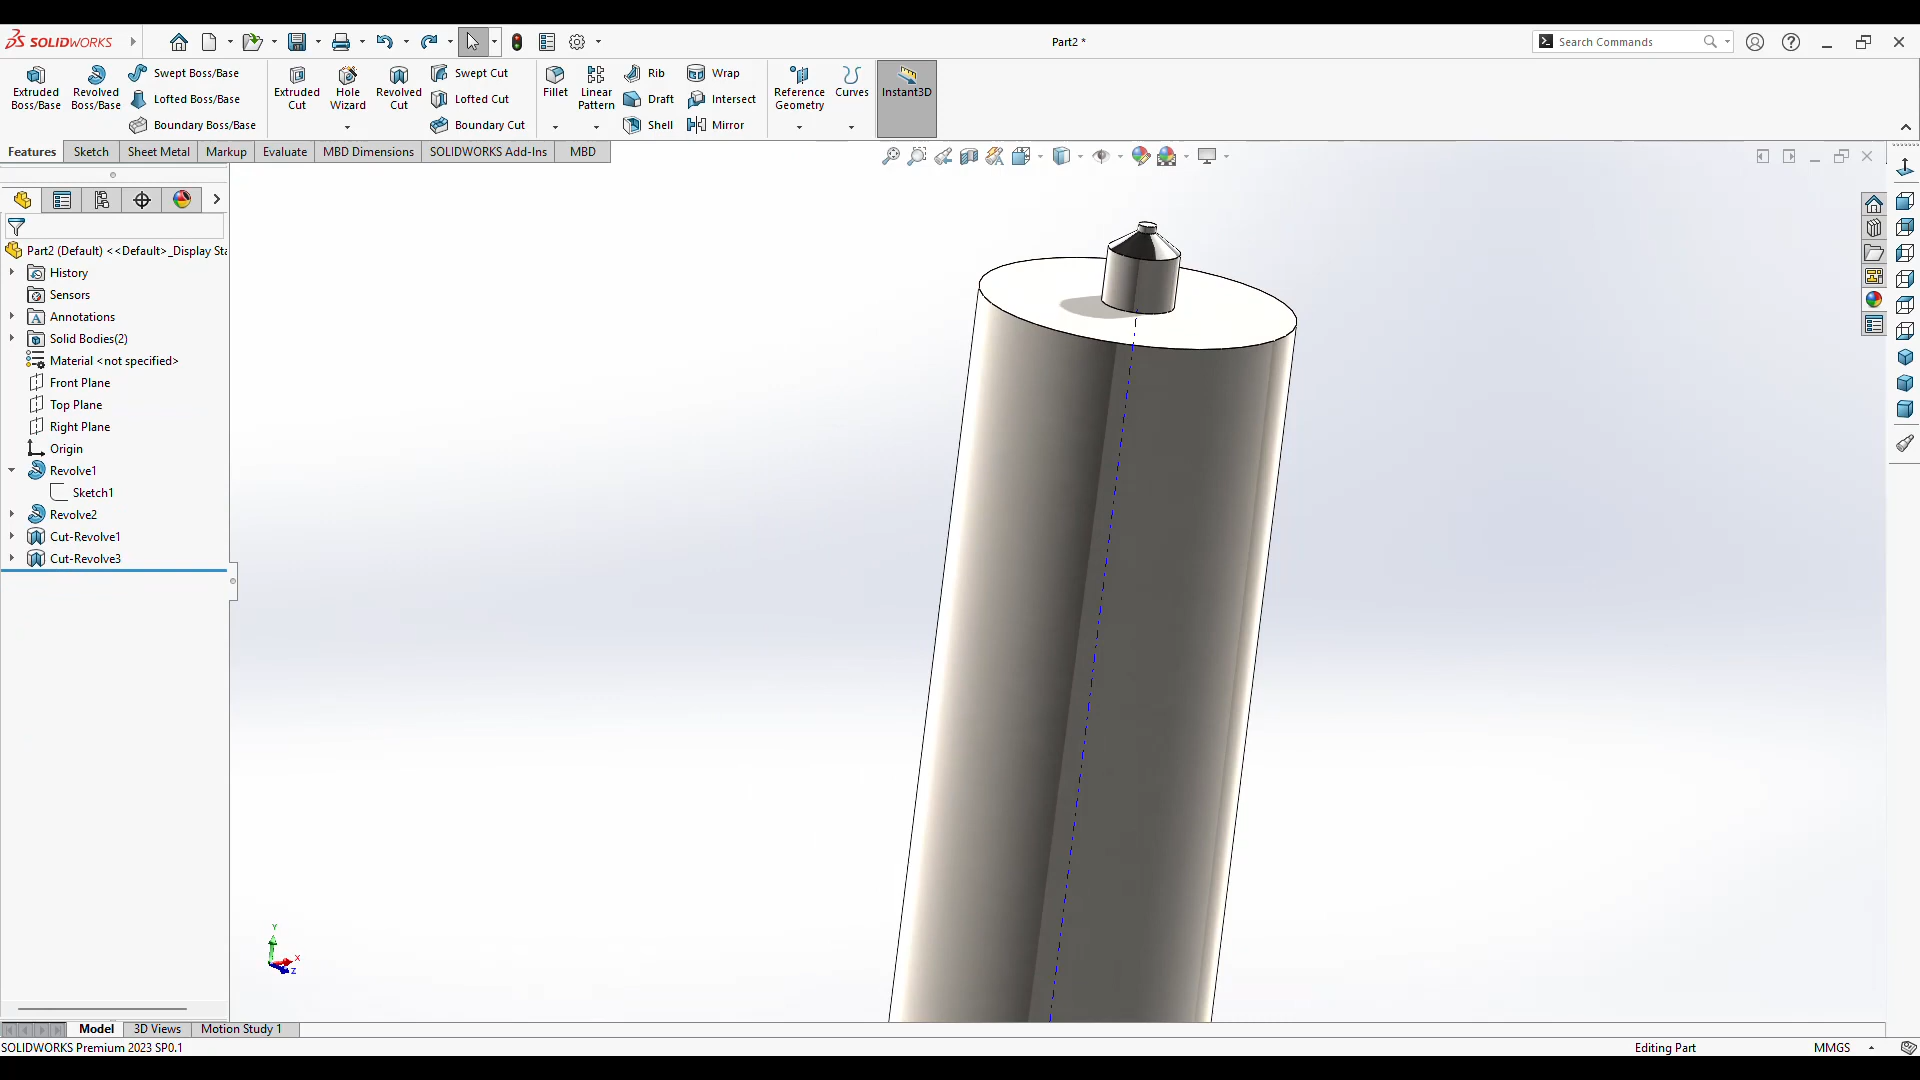 SOLIDWORKS
Part2 *
Search Commands
Extruded Boss/Base
Revolved Boss/Base
Swept Boss/Base
Lofted Boss/Base
Boundary Boss/Base
Extruded Cut
Hole Wizard
Revolved Cut
Swept Cut
Lofted Cut
Boundary Cut
Fillet
Linear Pattern
Rib
Draft
Shell
Wrap
Intersect
Mirror
Reference Geometry
Curves
Instant3D
Features
Sketch
Sheet Metal
Markup
Evaluate
MBD Dimensions
SOLIDWORKS Add-Ins
MBD
Part2 (Default) <<Default>_Display Sta
History
Sensors
Annotations
Solid Bodies(2)
Material <not specified>
Front Plane
Top Plane
Right Plane
Origin
Revolve1
Sketch1
Revolve2
Cut-Revolve1
Cut-Revolve3
Y
X
Z
Model
3D Views
Motion Study 1
SOLIDWORKS Premium 2023 SP0.1
Editing Part
MMGS